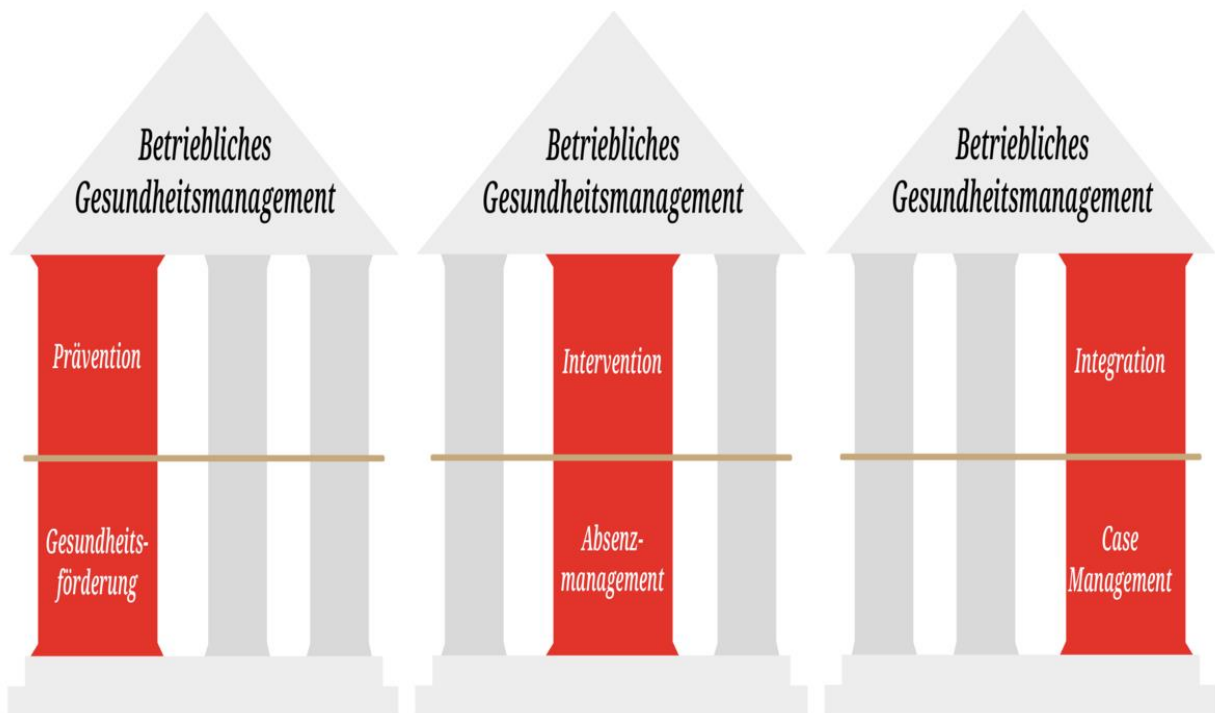 Betriebliches
Gesundheitsmanagement
Prävention
Gesundheits-
förderung
Betriebliches
Gesundheitsmanagement
Intervention
Absenz-
management
Betriebliches
Gesundheitsmanagement
Integration
Case
Management